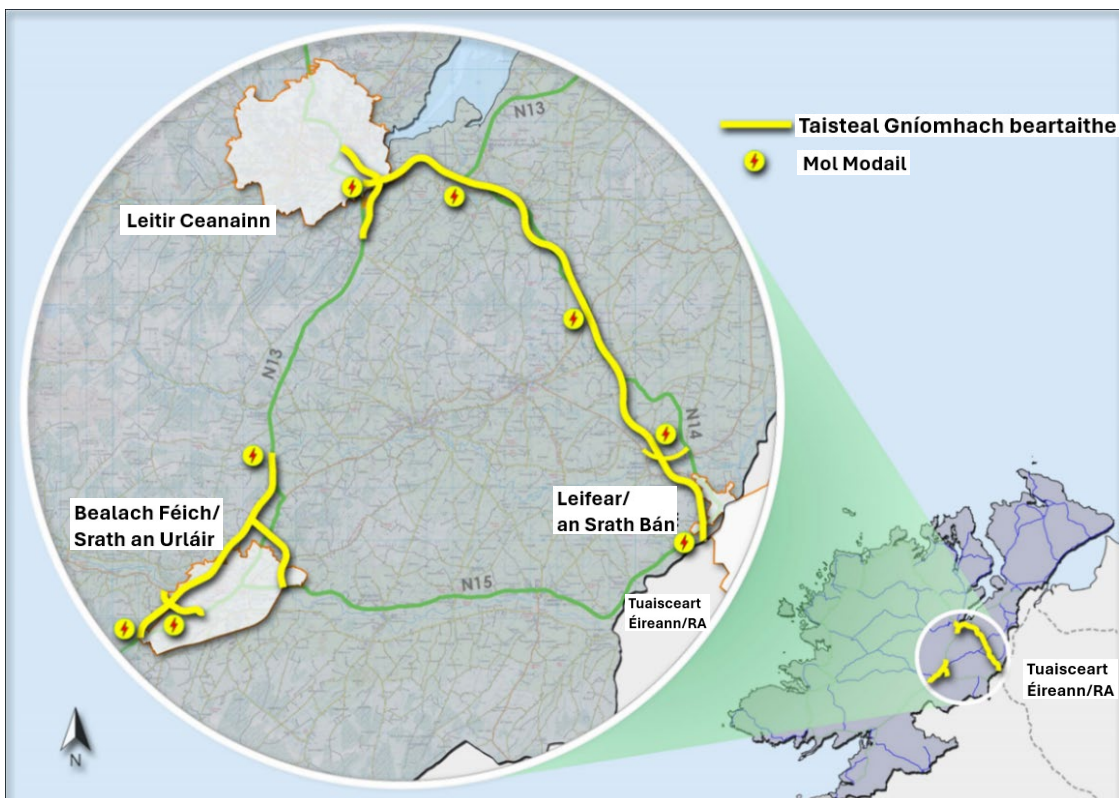 N13
Taisteal Gníomhach beartaithe
Mol Modail
Leitir Ceanainn
N13
N14
Bealach Féich/
Srath an Urláir
Leifear/
an Srath Bán
N15
Tuaisceart
Éireann/RA
Tuaisceart
Éireann/RA
N